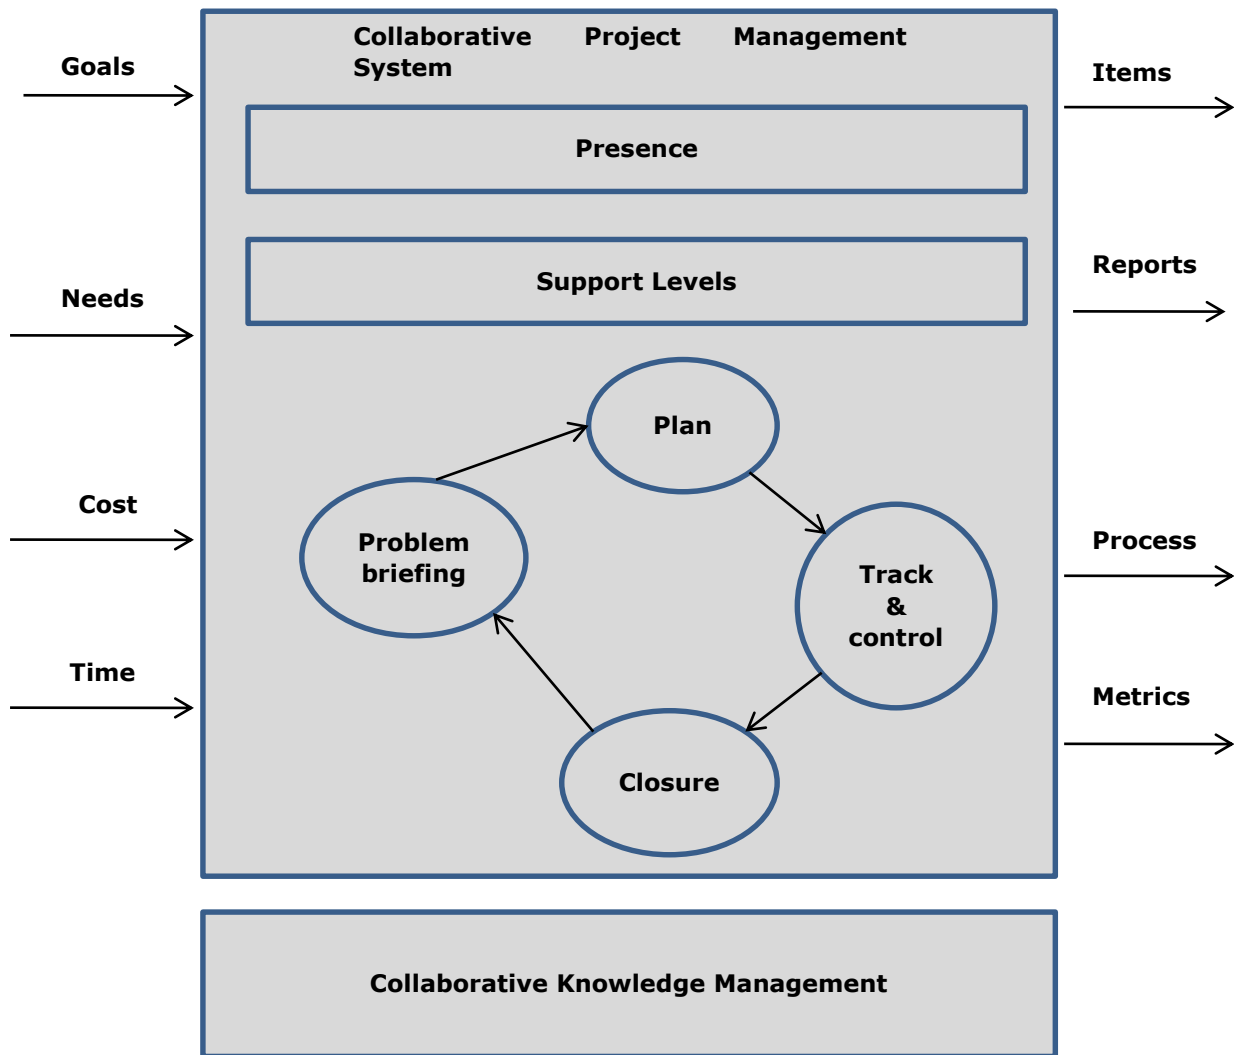 Collaborative Project Management
System
Goals
Items
Presence
Reports
Support Levels
Needs
Plan
Cost
Problem
briefing
Process
Track
&
control
Time
Metrics
Closure
Collaborative Knowledge Management